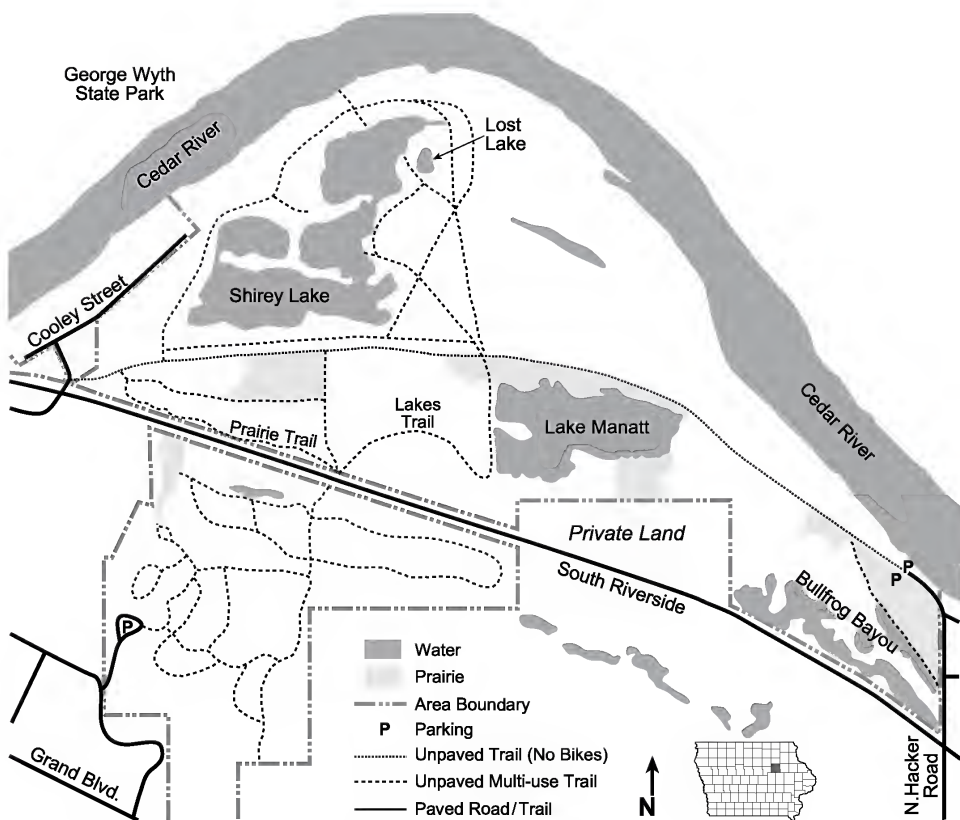 George Wyth
State Park
Cedar River
Lost
Lake
Cooley Street
Shirey Lake
Prairie Trail
Lakes
Trail
Lake Manatt
Cedar River
Private Land
South Riverside
P
P
Bullfrog Bayou
P
Grand Blvd.
Water
Prairie
Area Boundary
P Parking
Unpaved Trail (No Bikes)
Unpaved Multi-use Trail
Paved Road/Trail
N
N.Hacker
Road